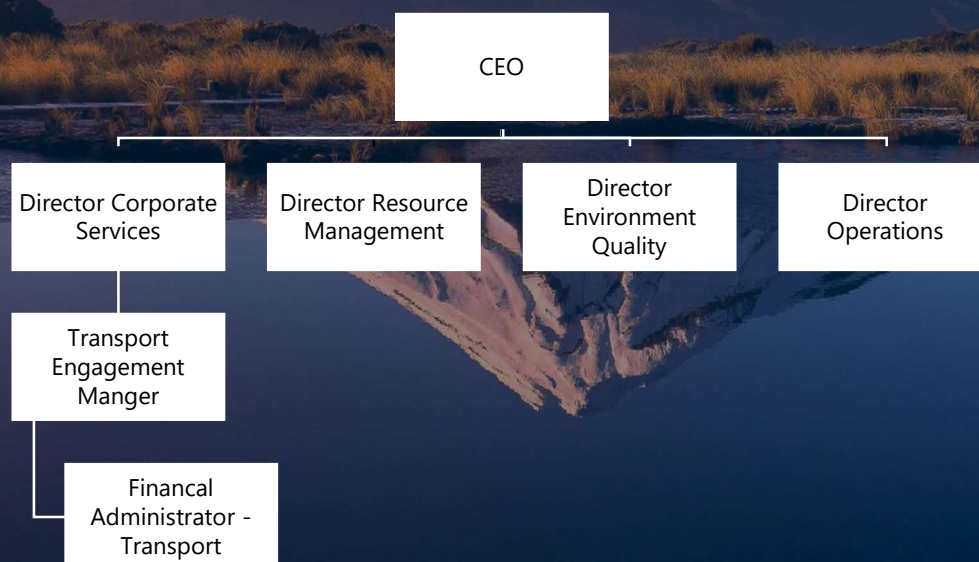 CEO
Director Corporate
Services
Director Resource
Management
Director
Environment
Quality
Director
Operations
Transport
Engagement
Manger
Financal
Administrator -
Transport